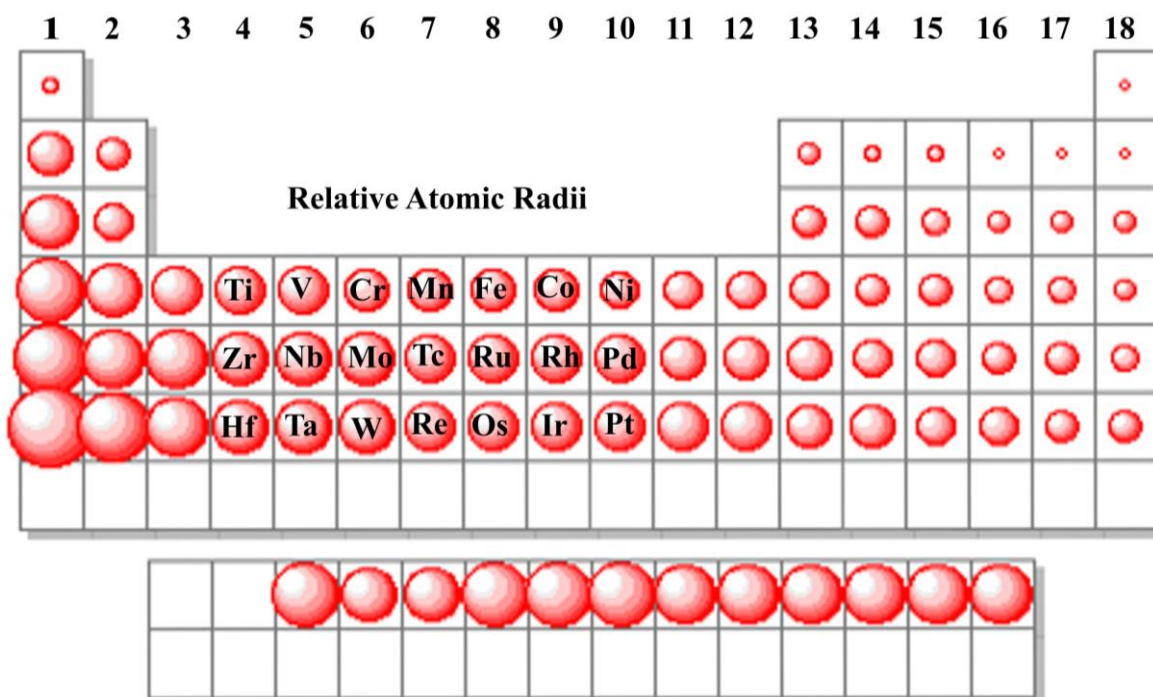 1 2 3 4 5 6 7 8 9 10 11 12 13 14 15 16 17 18
Relative Atomic Radii
Ti V Cr Mn Fe Co Ni
Zr Nb Mo Tc Ru Rh Pd
Hf Ta W Re Os Ir Pt